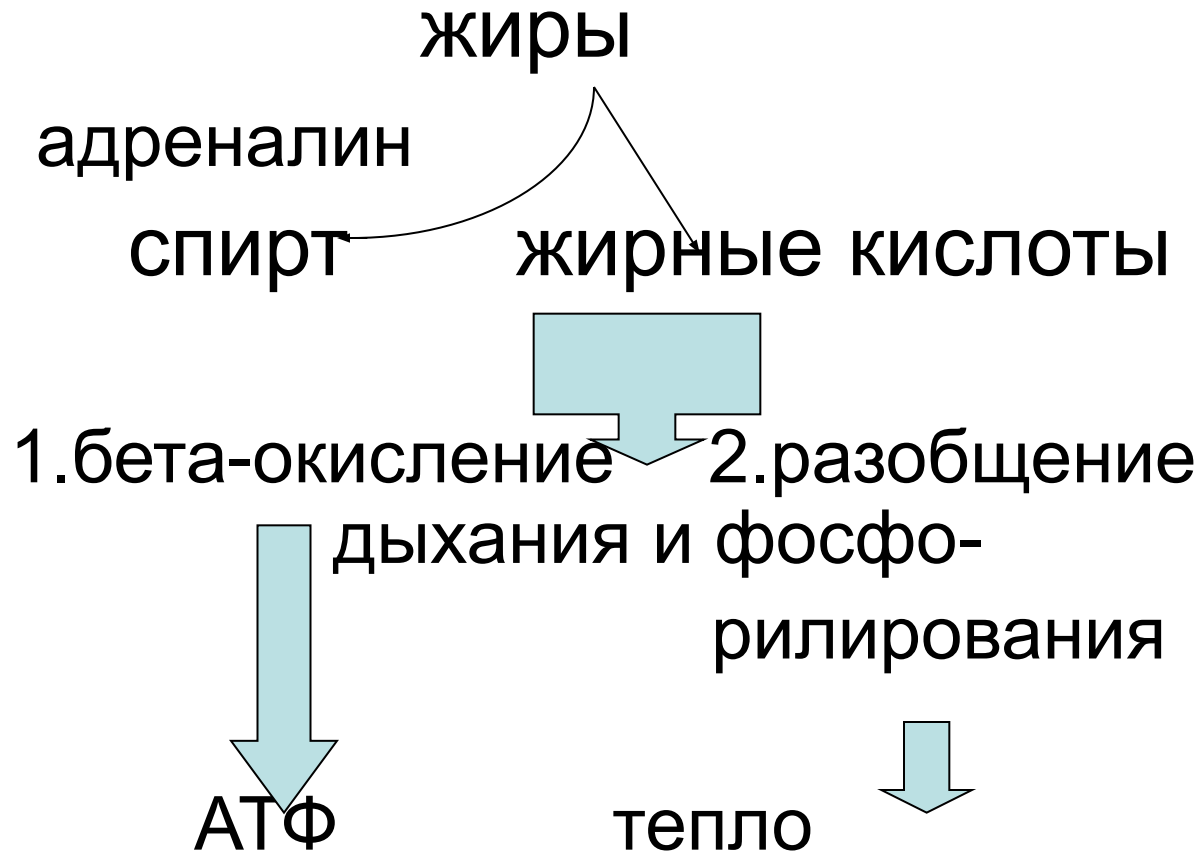 жиры
адреналин
спирт жирные кислоты
1.бета-окисление 2.разобщение
дыхания и фосфо-
рилирования
АТФ тепло